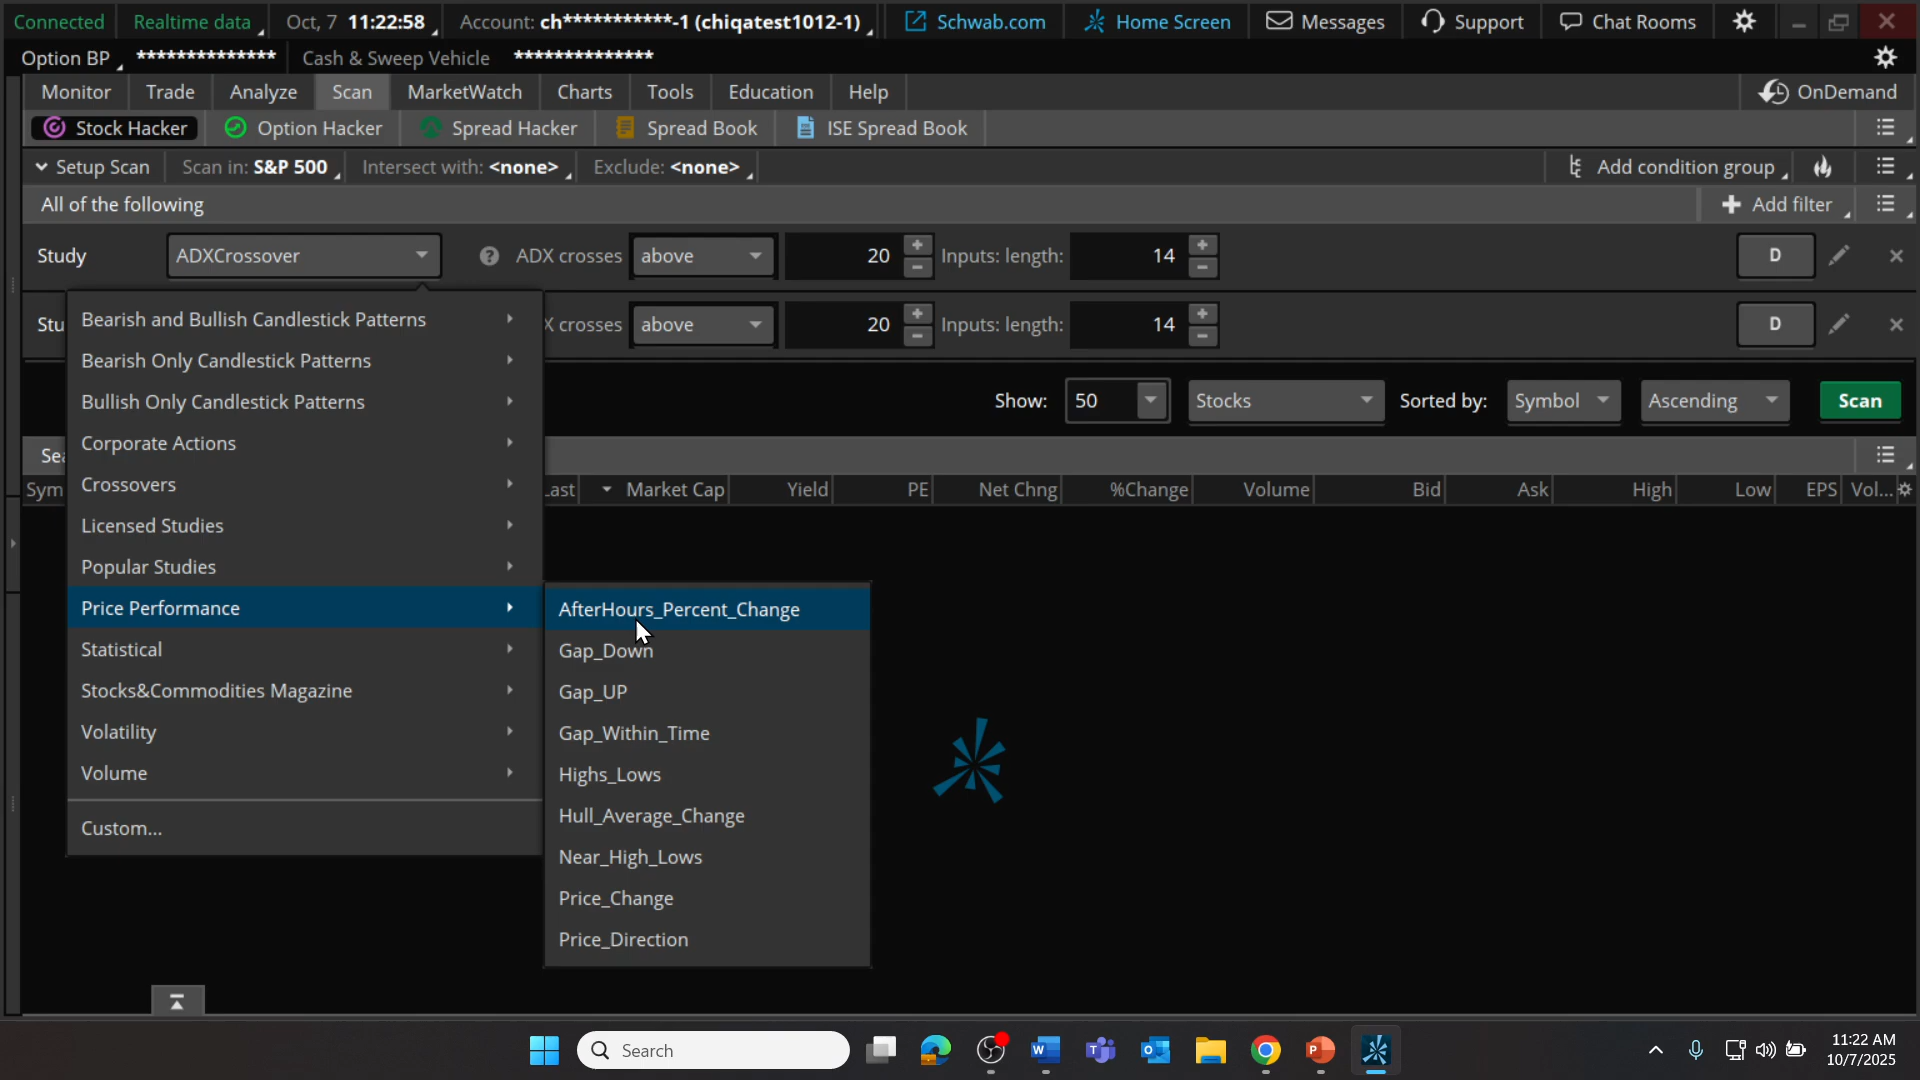 Connected Realtime data Oct, 7 11:22:58 Account: ch***********-1 (chiqatest1012-1) Schwab.com Home Screen Messages Support Chat Rooms
Option BP ************** Cash & Sweep Vehicle **************
Monitor Trade Analyze Scan MarketWatch Charts Tools Education Help OnDemand
Stock Hacker Option Hacker Spread Hacker Spread Book ISE Spread Book
Setup Scan Scan in: S&P 500 Intersect with: <none> Exclude: <none> Add condition group
All of the following + Add filter
Study ADXCrossover ? ADX crosses above 20 + - Inputs: length: 14 + - D
Stu X crosses above 20 + - Inputs: length: 14 + - D
Show: 50 Stocks Sorted by: Symbol Ascending Scan
Sea
Sym Last Market Cap Yield PE Net Chng %Change Volume Bid Ask High Low EPS Vol...
Bearish and Bullish Candlestick Patterns
Bearish Only Candlestick Patterns
Bullish Only Candlestick Patterns
Corporate Actions
Crossovers
Licensed Studies
Popular Studies
Price Performance
Statistical
Stocks&Commodities Magazine
Volatility
Volume
Custom...
AfterHours_Percent_Change
Gap_Down
Gap_UP
Gap_Within_Time
Highs_Lows
Hull_Average_Change
Near_High_Lows
Price_Change
Price_Direction
Search
11:22 AM
10/7/2025